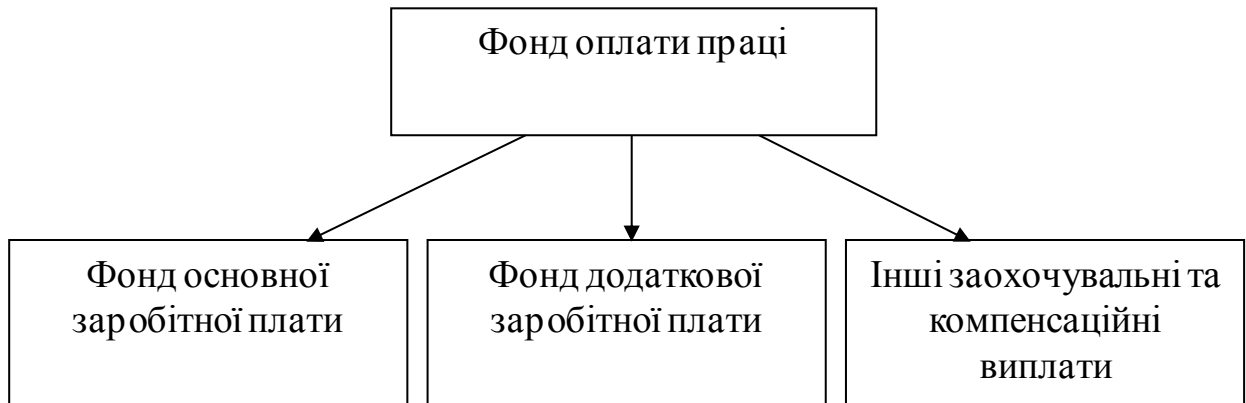 Фонд оплати праці
Фонд основної
заробітної плати
Фонд додаткової
заробітної плати
Інші заохочувальні та
компенсаційні
виплати